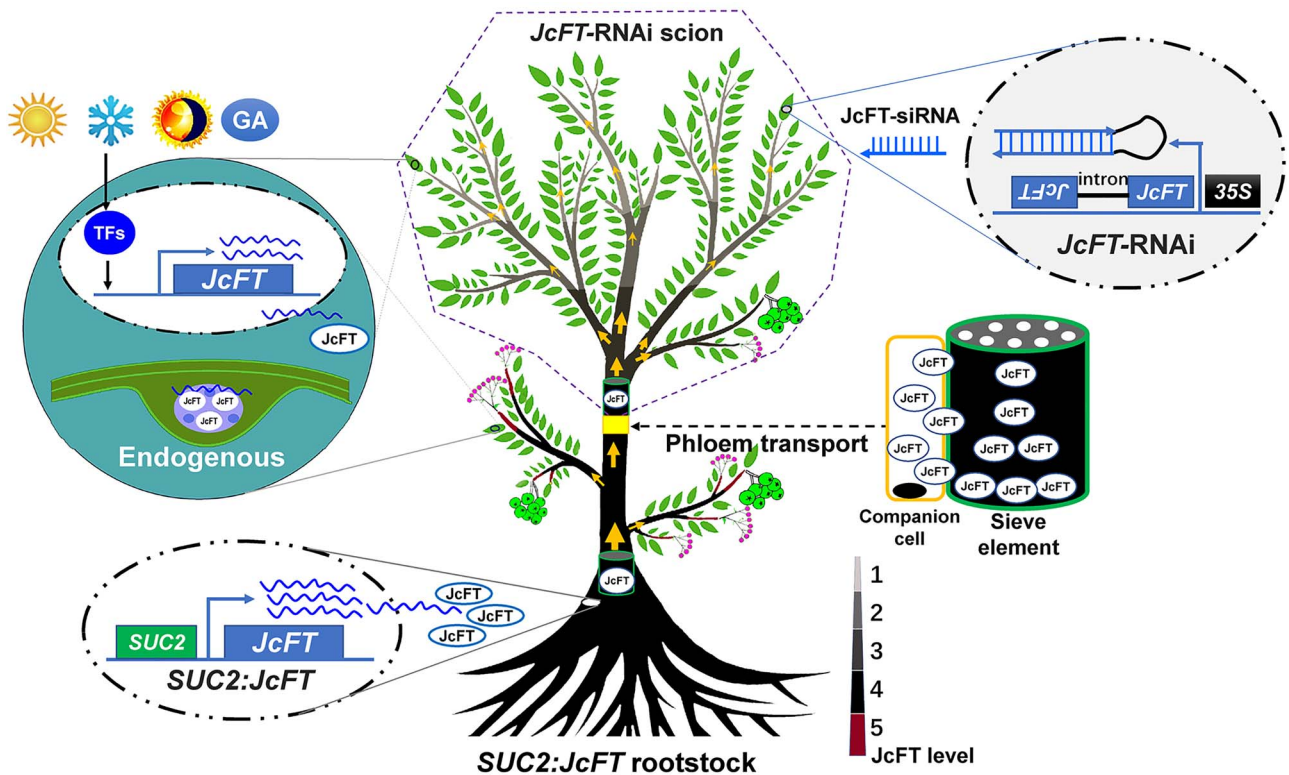 JcFT-RNAi scion
GA
TFs
JcFT
JcFT
JcFT
JcFT
JcFT
Endogenous
JcFT-siRNA
JcFT
intron
JcFT
35S
JcFT-RNAi
JcFT
Phloem transport
JcFT
JcFT
JcFT
JcFT
JcFT
JcFT
JcFT
JcFT
JcFT
JcFT
JcFT
JcFT
Companion
cell
Sieve
element
JcFT
SUC2
JcFT
SUC2:JcFT
JcFT
JcFT
JcFT
1
2
3
4
5
JcFT level
SUC2:JcFT rootstock